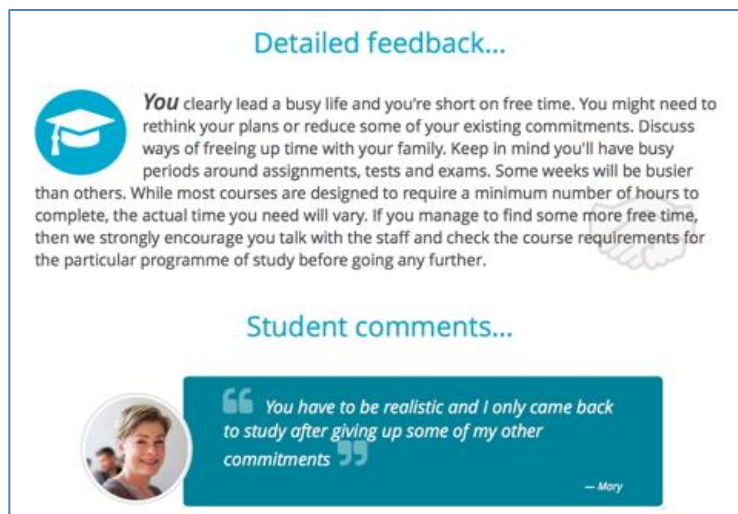 Detailed feedback...
You clearly lead a busy life and you're short on free time. You might need to
rethink your plans or reduce some of your existing commitments. Discuss
ways of freeing up time with your family. Keep in mind you'll have busy
periods around assignments, tests and exams. Some weeks will be busier
than others. While most courses are designed to require a minimum number of hours to
complete, the actual time you need will vary. If you manage to find some more free time,
then we strongly encourage you talk with the staff and check the course requirements for
the particular programme of study before going any further.
Student comments...
“ You have to be realistic and I only came back
to study after giving up some of my other
commitments ”
— Mary